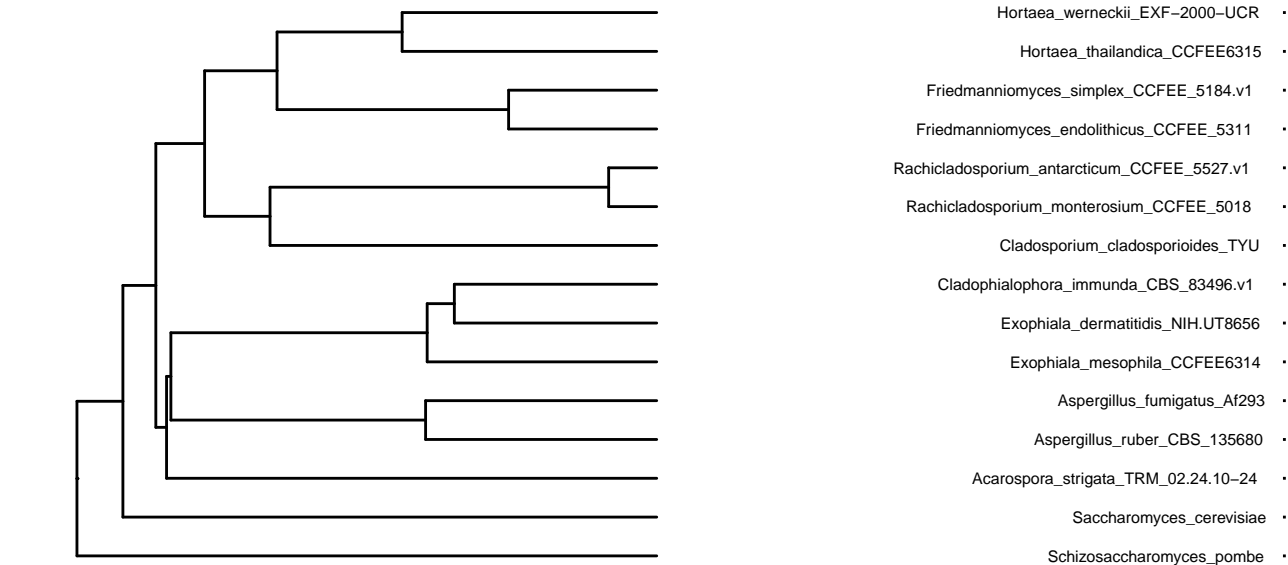 Hortaea_werneckii_EXF−2000−UCR
Hortaea_thailandica_CCFEE6315
Friedmanniomyces_simplex_CCFEE_5184.v1
Friedmanniomyces_endolithicus_CCFEE_5311
Rachicladosporium_antarcticum_CCFEE_5527.v1
Rachicladosporium_monterosium_CCFEE_5018
Cladosporium_cladosporioides_TYU
Cladophialophora_immunda_CBS_83496.v1
Exophiala_dermatitidis_NIH.UT8656
Exophiala_mesophila_CCFEE6314
Aspergillus_fumigatus_Af293
Aspergillus_ruber_CBS_135680
Acarospora_strigata_TRM_02.24.10−24
Saccharomyces_cerevisiae
Schizosaccharomyces_pombe